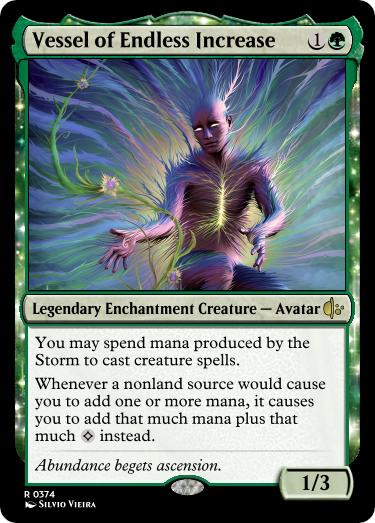 Vessel of Endless Increase 1
Legendary Enchantment Creature — Avatar
You may spend mana produced by the
Storm to cast creature spells.
Whenever a nonland source would cause
you to add one or more mana, it causes
you to add that much mana plus that
much instead.
Abundance begets ascension.
1/3
R 0374
Silvio Vieira